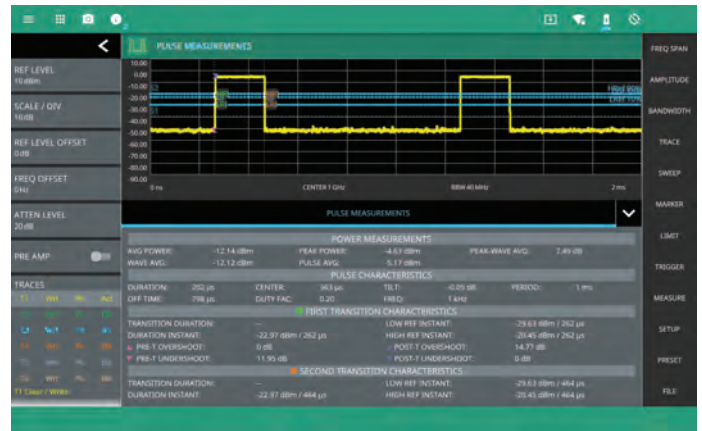 PULSE MEASUREMENTS
FREQ SPAN
AMPLITUDE
BANDWIDTH
TRACE
SWEEP
MARKER
LIMIT
TRIGGER
MEASURE
SETUP
PRESET
FILE
REF LEVEL
10 dBm
SCALE / DIV
10 dB
REF LEVEL OFFSET
0 dB
FREQ OFFSET
0 Hz
ATTEN LEVEL
20 dB
PRE AMP
TRACES
T1 Clear / Write
10.00
0.00
-10.00
-20.00
-30.00
-40.00
-50.00
-60.00
-70.00
-80.00
-90.00
0 ns CENTER 1 GHz RBW 40 MHz 2 ms
PULSE MEASUREMENTS
POWER MEASUREMENTS
AVG POWER: -12.14 dBm PEAK POWER: -4.63 dBm PEAK-WAVE AVG: 7.49 dB
WAVE AVG: -12.12 dBm PULSE AVG: -5.17 dBm
PULSE CHARACTERISTICS
DURATION: 202 µs CENTER: 363 µs TILT: -0.05 dB PERIOD: 1 ms
OFF TIME: 798 µs DUTY FAC: 0.20 FREQ: 1 kHz
FIRST TRANSITION CHARACTERISTICS
TRANSITION DURATION: -- LOW REF INSTANT: -29.63 dBm / 262 µs
DURATION INSTANT: -22.97 dBm / 262 µs HIGH REF INSTANT: -20.45 dBm / 262 µs
PRE-T OVERSHOOT: 0 dB POST-T OVERSHOOT: 14.77 dB
PRE-T UNDERSHOOT: 11.95 dB POST-T UNDERSHOOT: 0 dB
SECOND TRANSITION CHARACTERISTICS
TRANSITION DURATION: -- LOW REF INSTANT: -29.63 dBm / 464 µs
DURATION INSTANT: -22.97 dBm / 464 µs HIGH REF INSTANT: -20.45 dBm / 464 µs